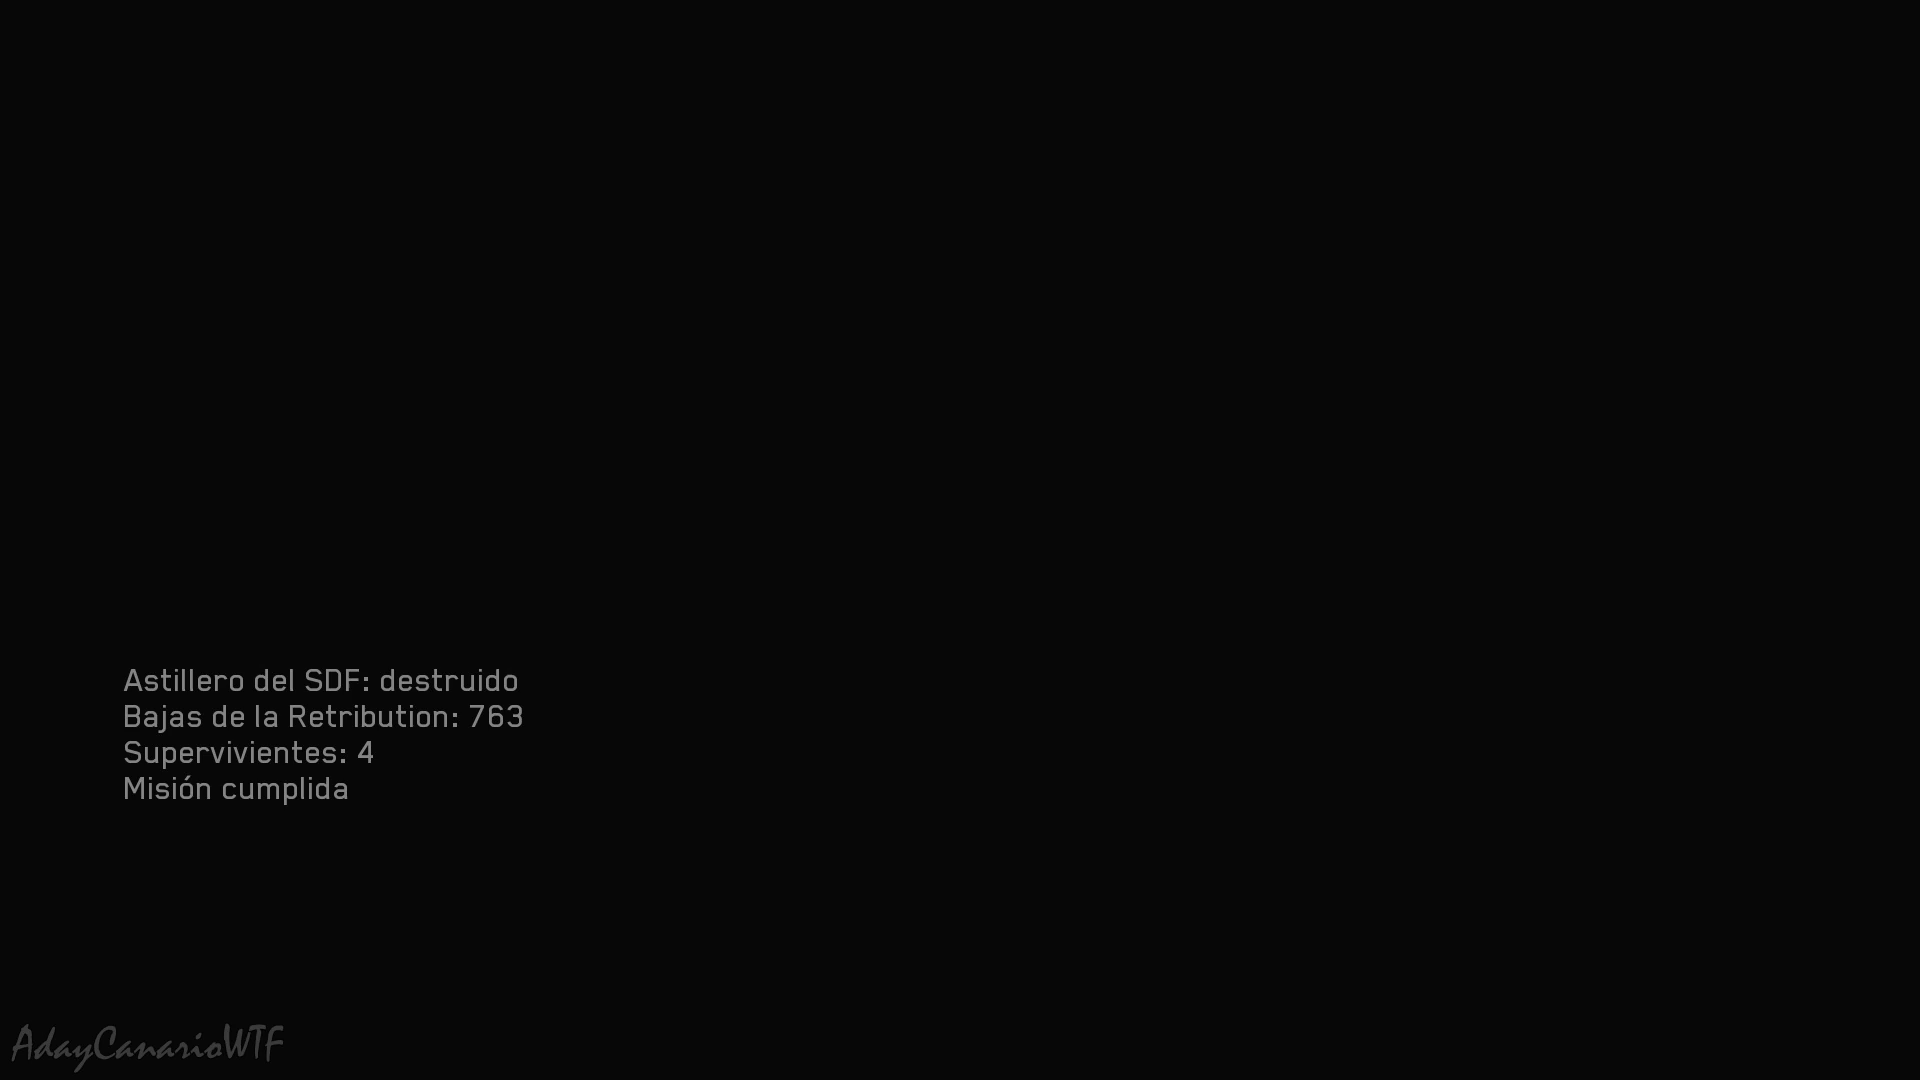 Astillero del SDF: destruido
Bajas de la Retribution: 763
Supervivientes: 4
Misión cumplida
AdayCanarioWTF